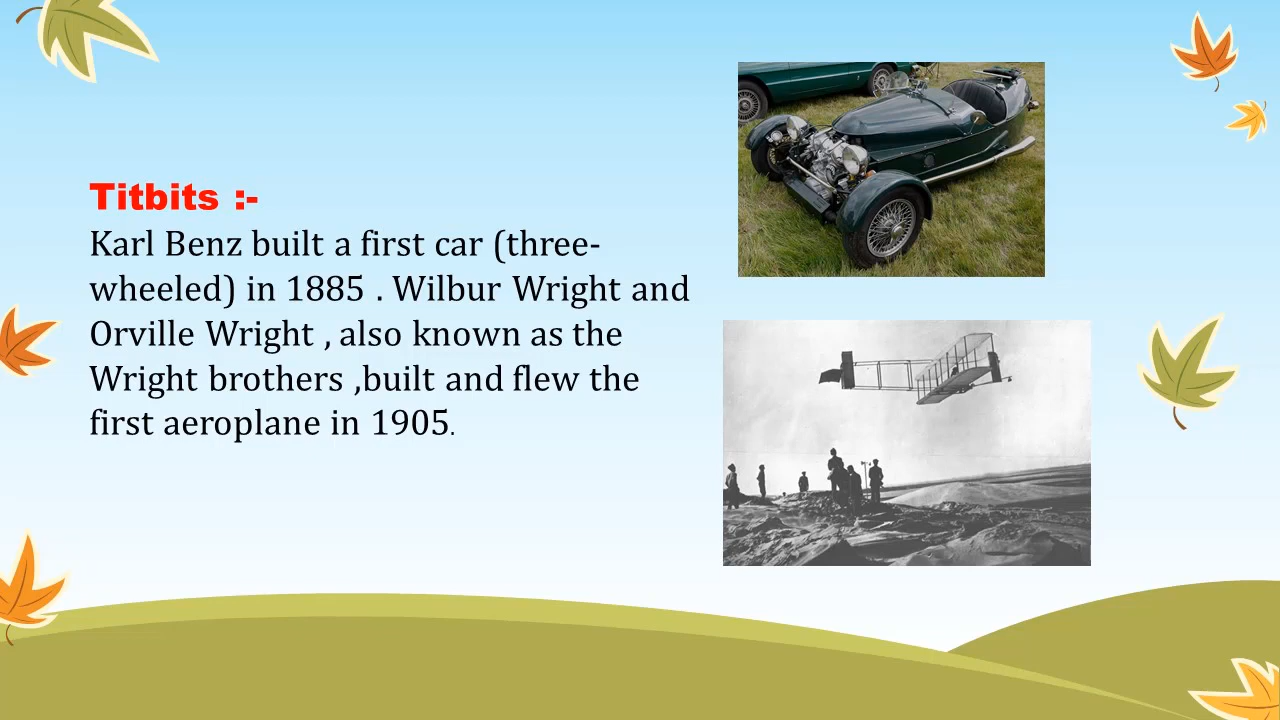 Titbits :-
Karl Benz built a first car (three-
wheeled) in 1885 . Wilbur Wright and
Orville Wright , also known as the
Wright brothers ,built and flew the
first aeroplane in 1905.